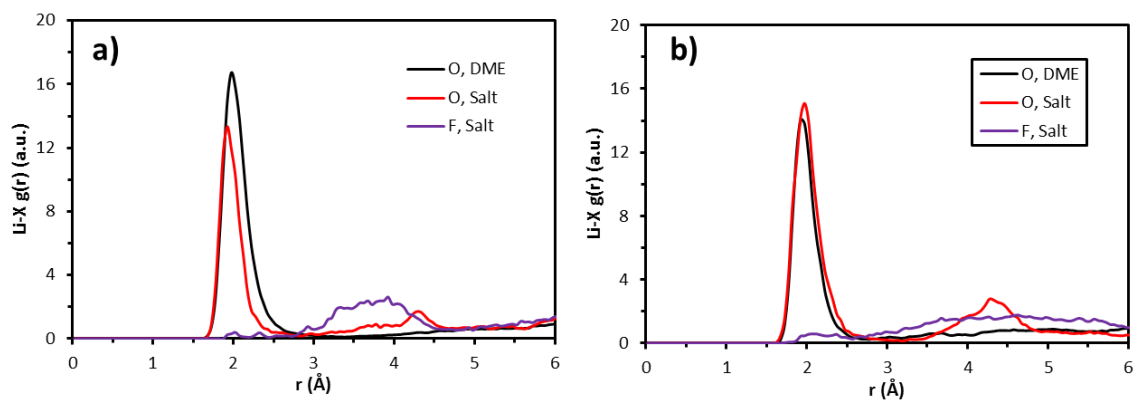 a)
20
16
12
8
4
0
Li-X g(r) (a.u.)
O, DME
O, Salt
F, Salt
0 1 2 3 4 5 6
r (Å)
b)
20
16
12
8
4
0
Li-X g(r) (a.u.)
O, DME
O, Salt
F, Salt
0 1 2 3 4 5 6
r (Å)